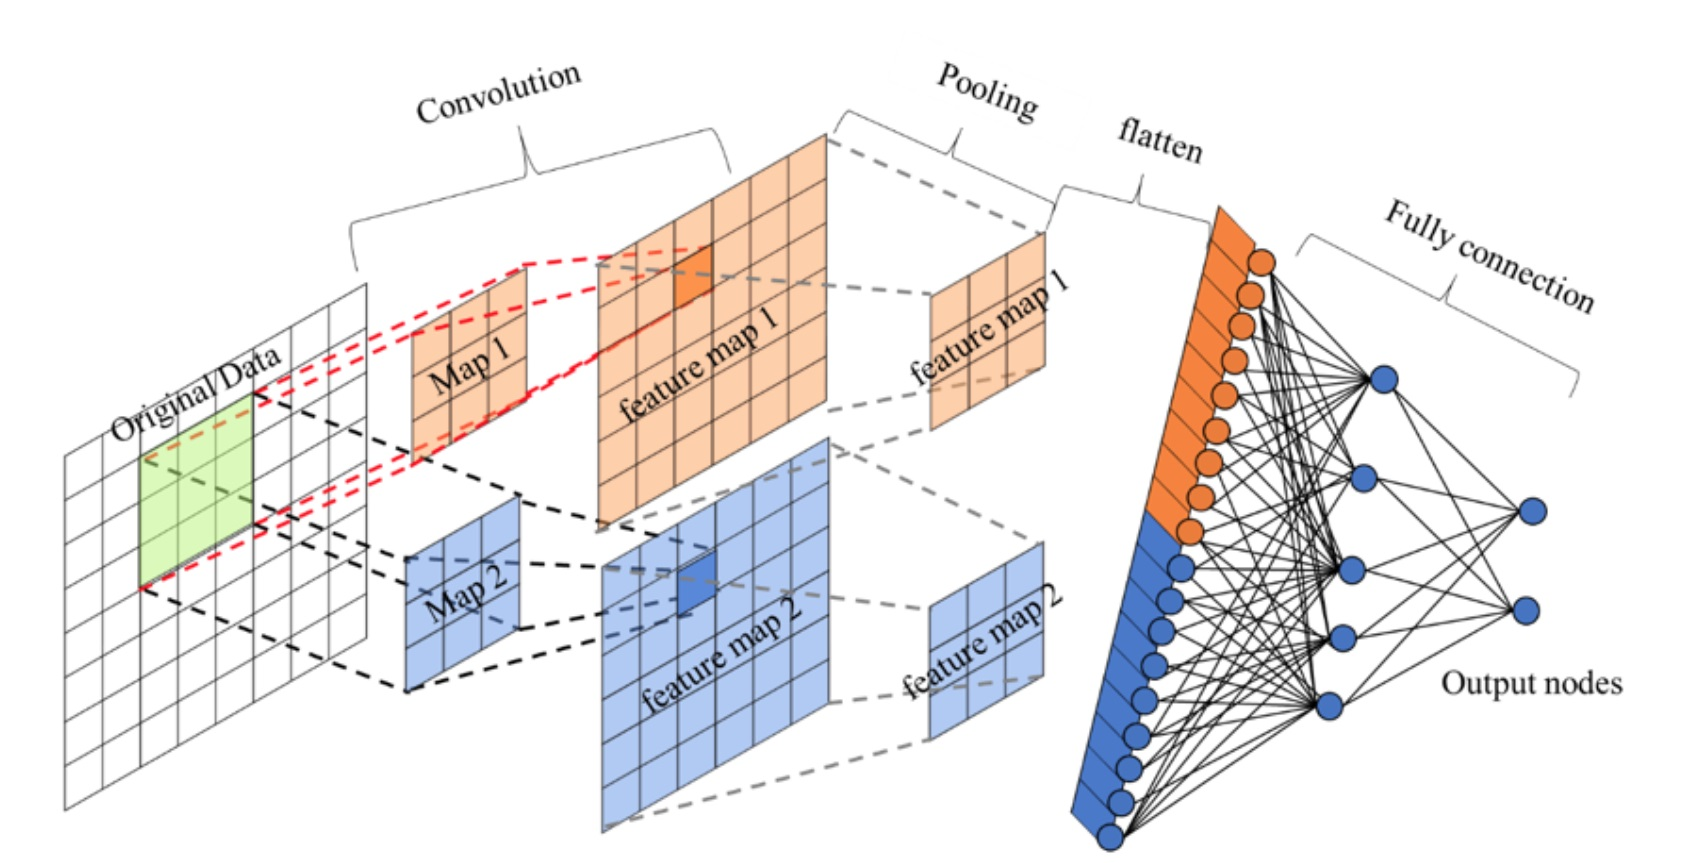 Convolution
Pooling
flatten
Fully connection
Original Data
Map 1
feature map 1
feature map 1
Map 2
feature map 2
feature map 2
Output nodes